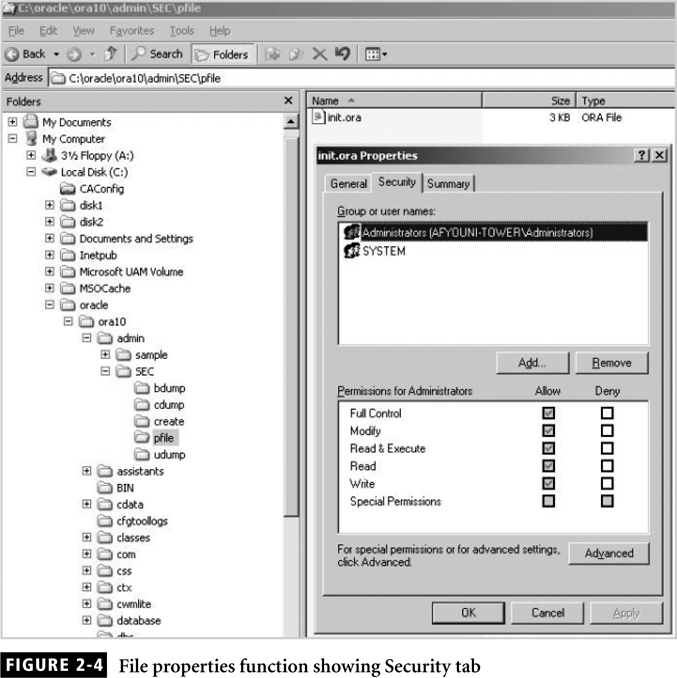 C:\oracle\ora10\admin\SEC\pfile
File Edit View Favorites Tools Help
Back Search Folders
Address C:\oracle\ora10\admin\SEC\pfile
Folders
My Documents
My Computer
3½ Floppy (A:)
Local Disk (C:)
CAConfig
disk1
disk2
Documents and Settings
Inetpub
Microsoft UAM Volume
MSOCache
oracle
ora10
admin
sample
SEC
bdump
cdump
create
pfile
udump
assistants
BIN
cdata
cfgtoollogs
classes
com
css
ctx
cwmlite
database
dbs
Name Size Type
init.ora 3 KB ORA File
init.ora Properties
General Security Summary
Group or user names:
Administrators (AFYOUNI-TOWER\Administrators)
SYSTEM
Add... Remove
Permissions for Administrators Allow Deny
Full Control
Modify
Read & Execute
Read
Write
Special Permissions
For special permissions or for advanced settings,
click Advanced.
Advanced
OK Cancel Apply
FIGURE 2-4 File properties function showing Security tab